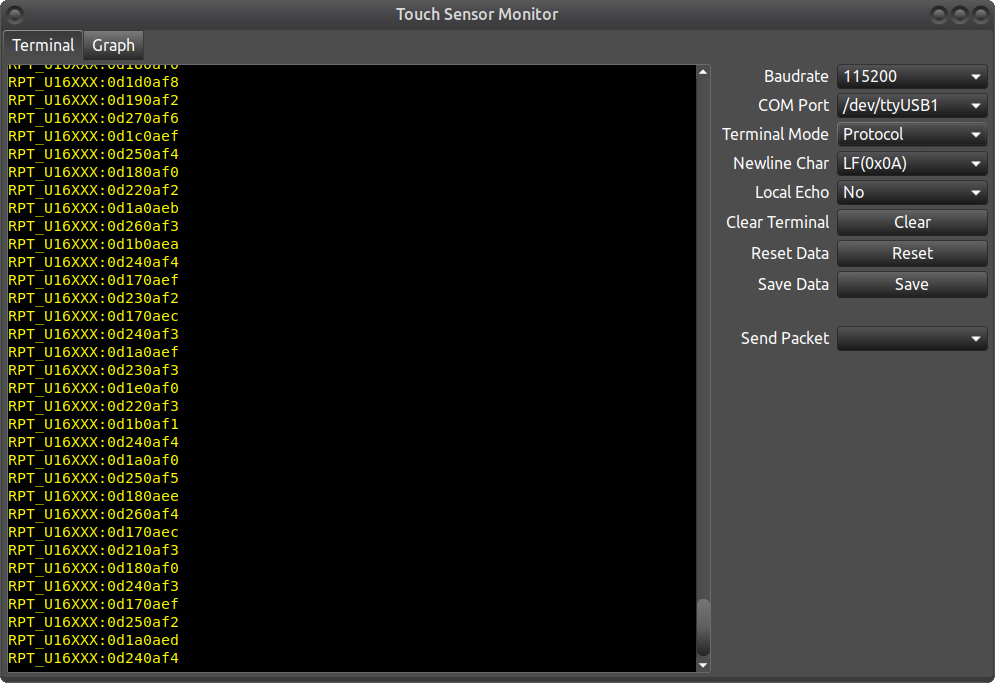 Touch Sensor Monitor
Terminal Graph
RPT_U16XXX:0d1d0af8
RPT_U16XXX:0d190af2
RPT_U16XXX:0d270af6
RPT_U16XXX:0d1c0aef
RPT_U16XXX:0d250af4
RPT_U16XXX:0d180af0
RPT_U16XXX:0d220af2
RPT_U16XXX:0d1a0aeb
RPT_U16XXX:0d260af3
RPT_U16XXX:0d1b0aea
RPT_U16XXX:0d240af4
RPT_U16XXX:0d170aef
RPT_U16XXX:0d230af2
RPT_U16XXX:0d170aec
RPT_U16XXX:0d240af3
RPT_U16XXX:0d1a0aef
RPT_U16XXX:0d230af3
RPT_U16XXX:0d1e0af0
RPT_U16XXX:0d220af3
RPT_U16XXX:0d1b0af1
RPT_U16XXX:0d240af4
RPT_U16XXX:0d1a0af0
RPT_U16XXX:0d250af5
RPT_U16XXX:0d180aee
RPT_U16XXX:0d260af4
RPT_U16XXX:0d170aec
RPT_U16XXX:0d210af3
RPT_U16XXX:0d180af0
RPT_U16XXX:0d240af3
RPT_U16XXX:0d170aef
RPT_U16XXX:0d250af2
RPT_U16XXX:0d1a0aed
RPT_U16XXX:0d240af4
Baudrate 115200
COM Port /dev/ttyUSB1
Terminal Mode Protocol
Newline Char LF(0x0A)
Local Echo No
Clear Terminal Clear
Reset Data Reset
Save Data Save
Send Packet